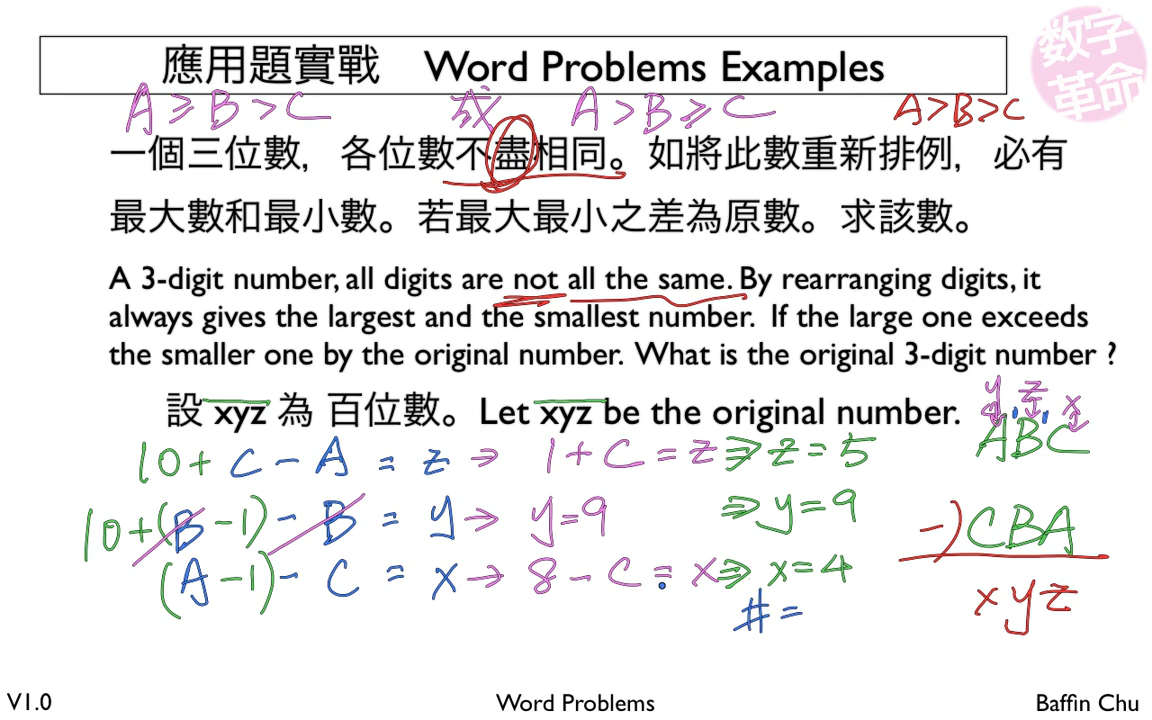 数字
革命
應用題實戰 Word Problems Examples
A ≥ B > C 或 A > B ≥ C A > B > C
一個三位數，各位數不盡相同。如將此數重新排例，必有
最大數和最小數。若最大最小之差為原數。求該數。
A 3-digit number, all digits are not all the same. By rearranging digits, it
always gives the largest and the smallest number. If the large one exceeds
the smaller one by the original number. What is the original 3-digit number ?
y z x
設 xyz 為 百位數。Let xyz be the original number.
10 + C - A = z → 1 + C = z ⇒ z = 5 ABC
10 + (B - 1) - B = y → y = 9 ⇒ y = 9 -) CBA
(A - 1) - C = x → 8 - C = x ⇒ x = 4 xyz
# =
V1.0 Word Problems Baffin Chu